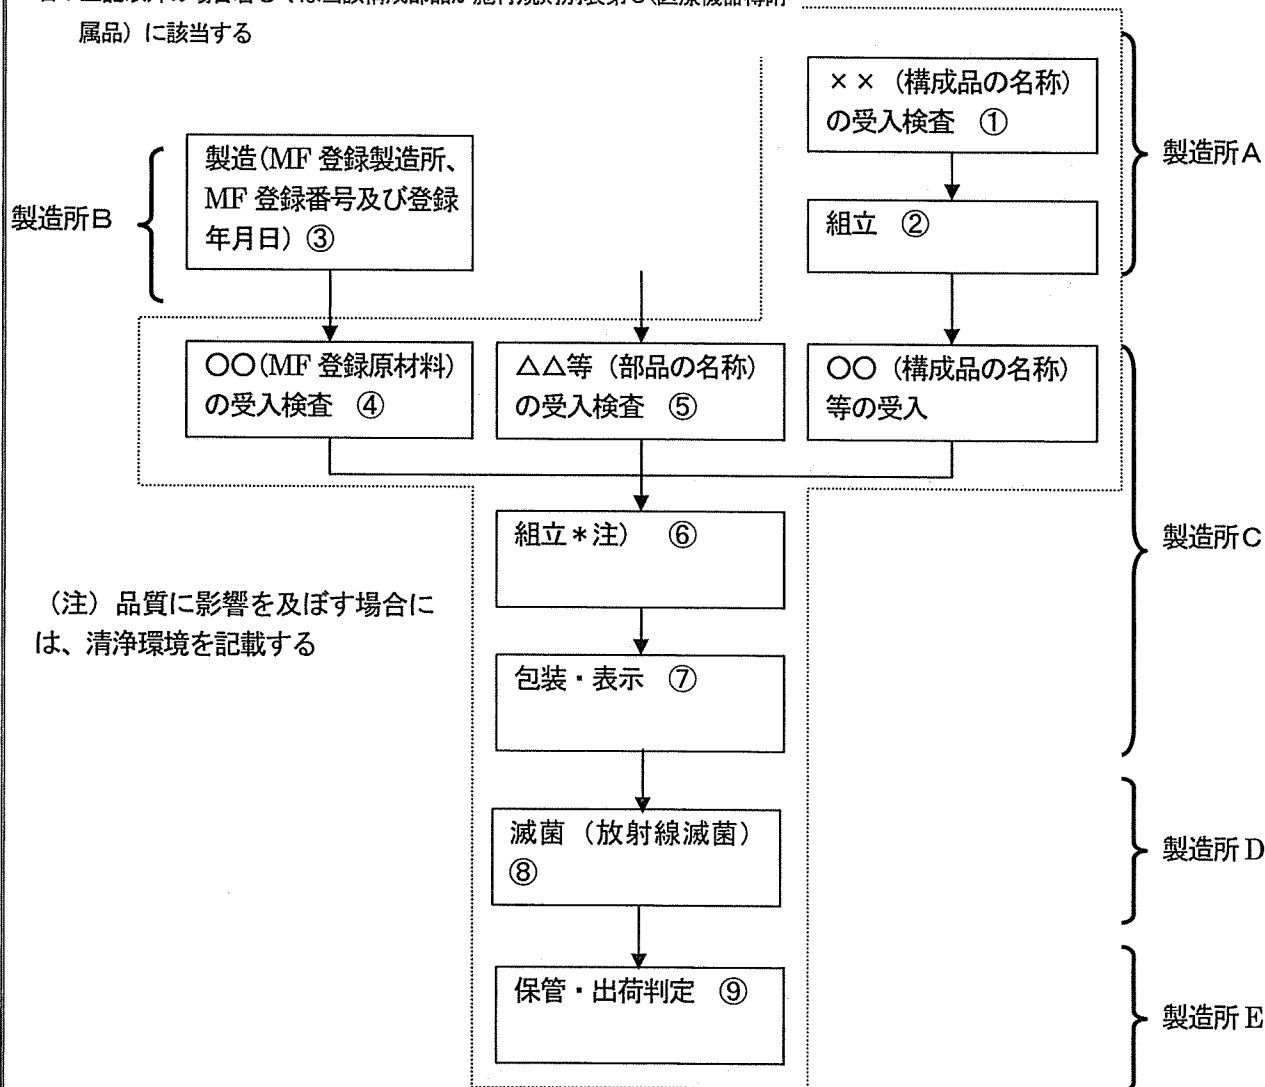 属品）に該当する
××（構成品の名称）
の受入検査 ①
製造所A
製造（MF 登録製造所、
MF 登録番号及び登録
年月日）③
製造所B
組立 ②
〇〇（MF 登録原材料）
の受入検査 ④
△△等（部品の名称）
の受入検査 ⑤
〇〇（構成品の名称）
等の受入
組立＊注） ⑥
製造所C
（注）品質に影響を及ぼす場合に
は、清浄環境を記載する
包装・表示 ⑦
滅菌（放射線滅菌）
⑧
製造所D
保管・出荷判定 ⑨
製造所E